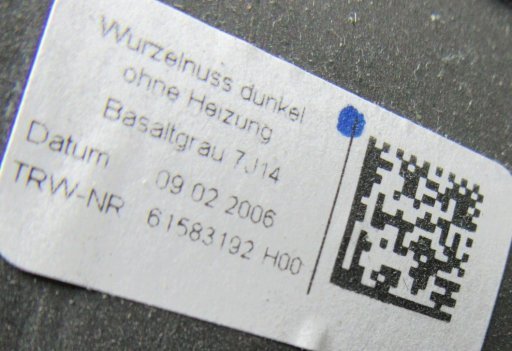 Wurzelnuss dunkel
ohne Heizung
Basaltgrau 7J14
Datum 09 02 2006
TRW-NR 61583192 H00